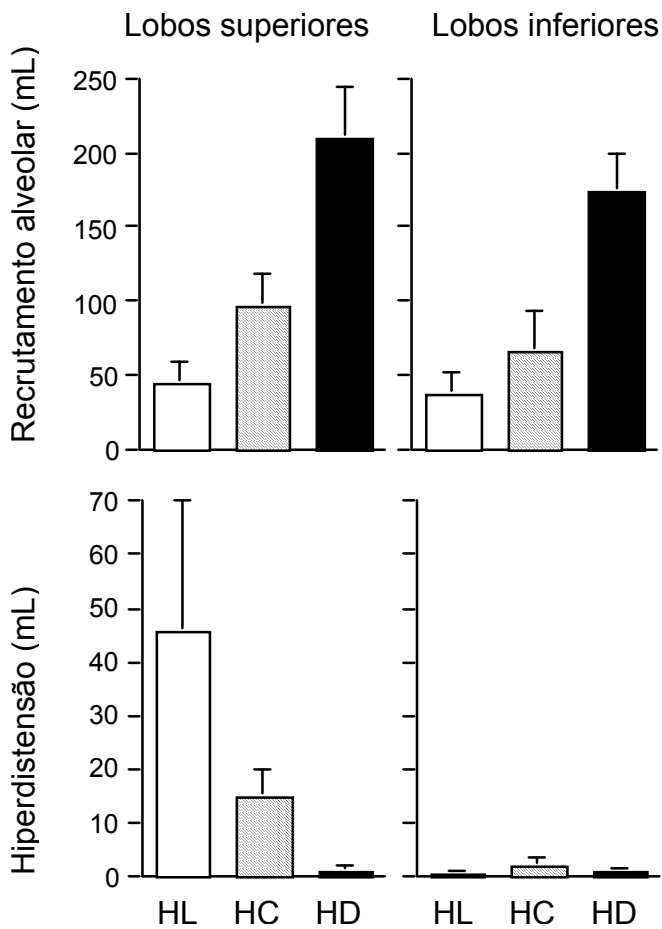 Lobos superiores
Lobos inferiores
Recrutamento alveolar (mL)
250
200
150
100
50
0
Hiperdistensão (mL)
70
60
50
40
30
20
10
0
HL HC HD
HL HC HD